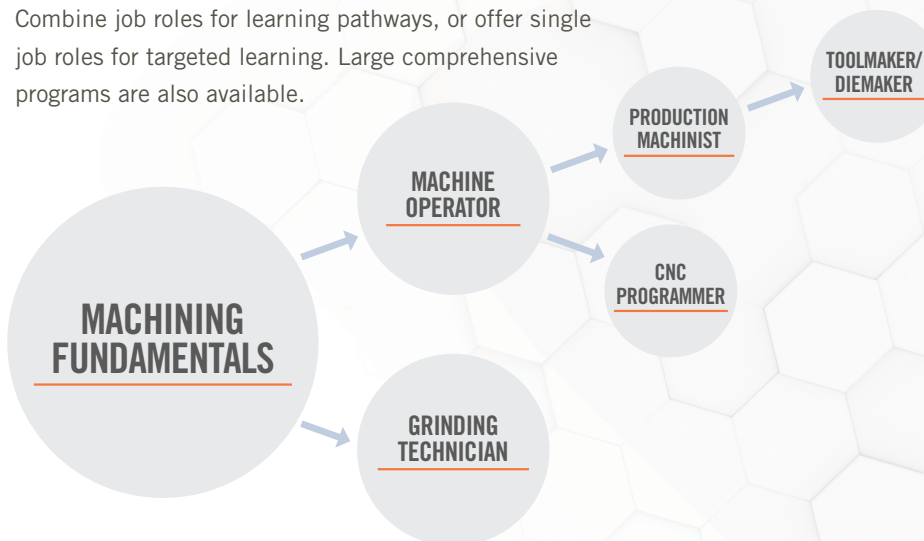 Combine job roles for learning pathways, or offer single
job roles for targeted learning. Large comprehensive
programs are also available.
TOOLMAKER/
DIEMAKER
PRODUCTION
MACHINIST
MACHINE
OPERATOR
CNC
PROGRAMMER
MACHINING
FUNDAMENTALS
GRINDING
TECHNICIAN